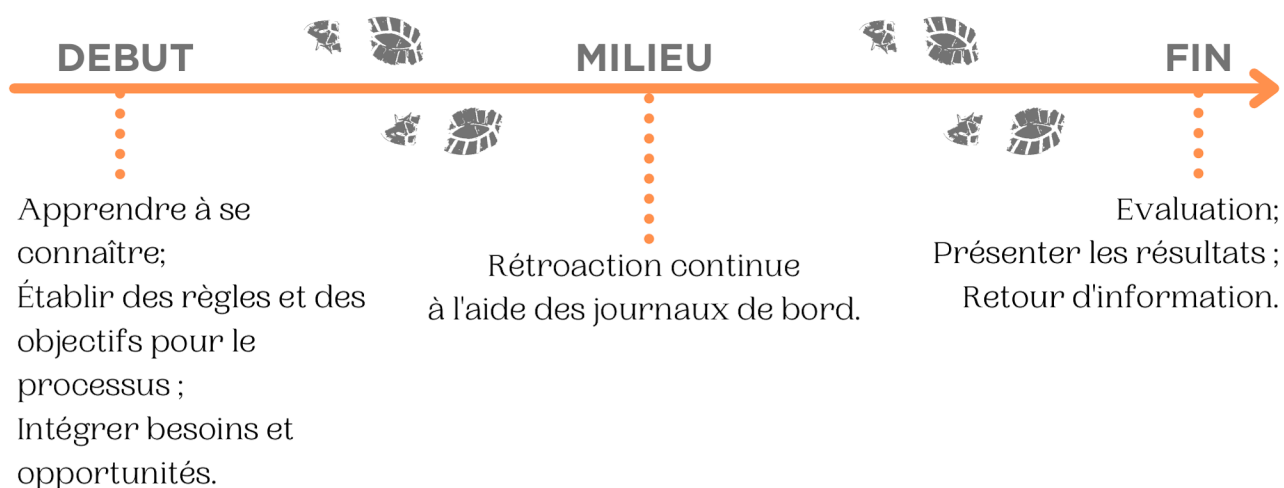 DEBUT
MILIEU
FIN
Apprendre à se
connaître;
Établir des règles et des
objectifs pour le
processus ;
Intégrer besoins et
opportunités.
Rétroaction continue
à l'aide des journaux de bord.
Evaluation;
Présenter les résultats ;
Retour d'information.